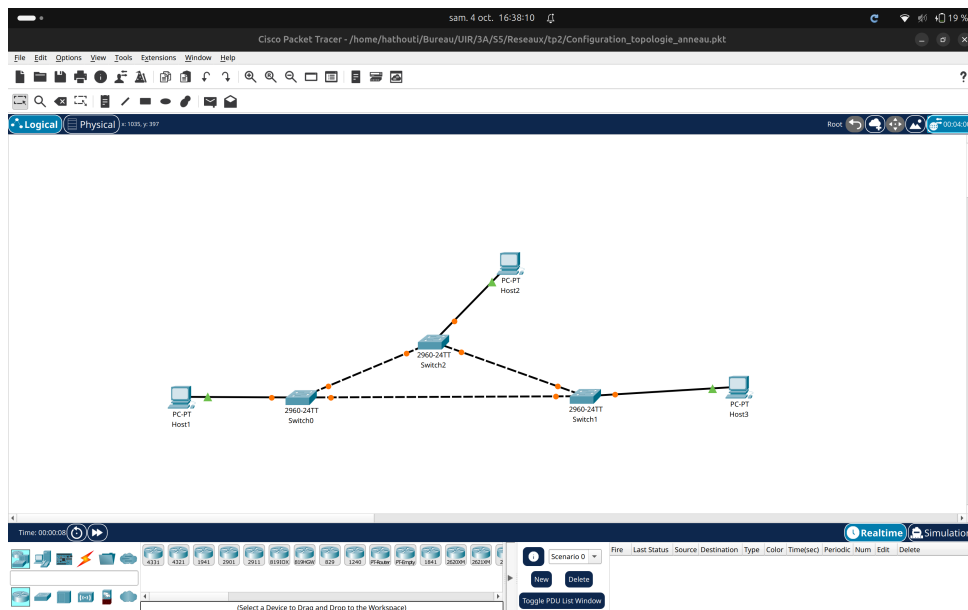 sam. 4 oct. 16:38:10
19 %
Cisco Packet Tracer - /home/hathouti/Bureau/UIR/3A/S5/Reseaux/tp2/Configuration_topologie_anneau.pkt
File Edit Options View Tools Extensions Window Help
?
Logical Physical x: 1035, y: 397 Root 00:04:00
PC-PT
Host2
2960-24TT
Switch2
PC-PT
Host1
2960-24TT
Switch0
2960-24TT
Switch1
PC-PT
Host3
Time: 00:00:08 Realtime Simulation
4331 4321 1941 2901 2911 819IOX 819HGW 829 1240 PT-Router PT-Empty 1841 2620XM 2621XM 2
(Select a Device to Drag and Drop to the Workspace)
Scenario 0
New Delete
Toggle PDU List Window
Fire Last Status Source Destination Type Color Time(sec) Periodic Num Edit Delete